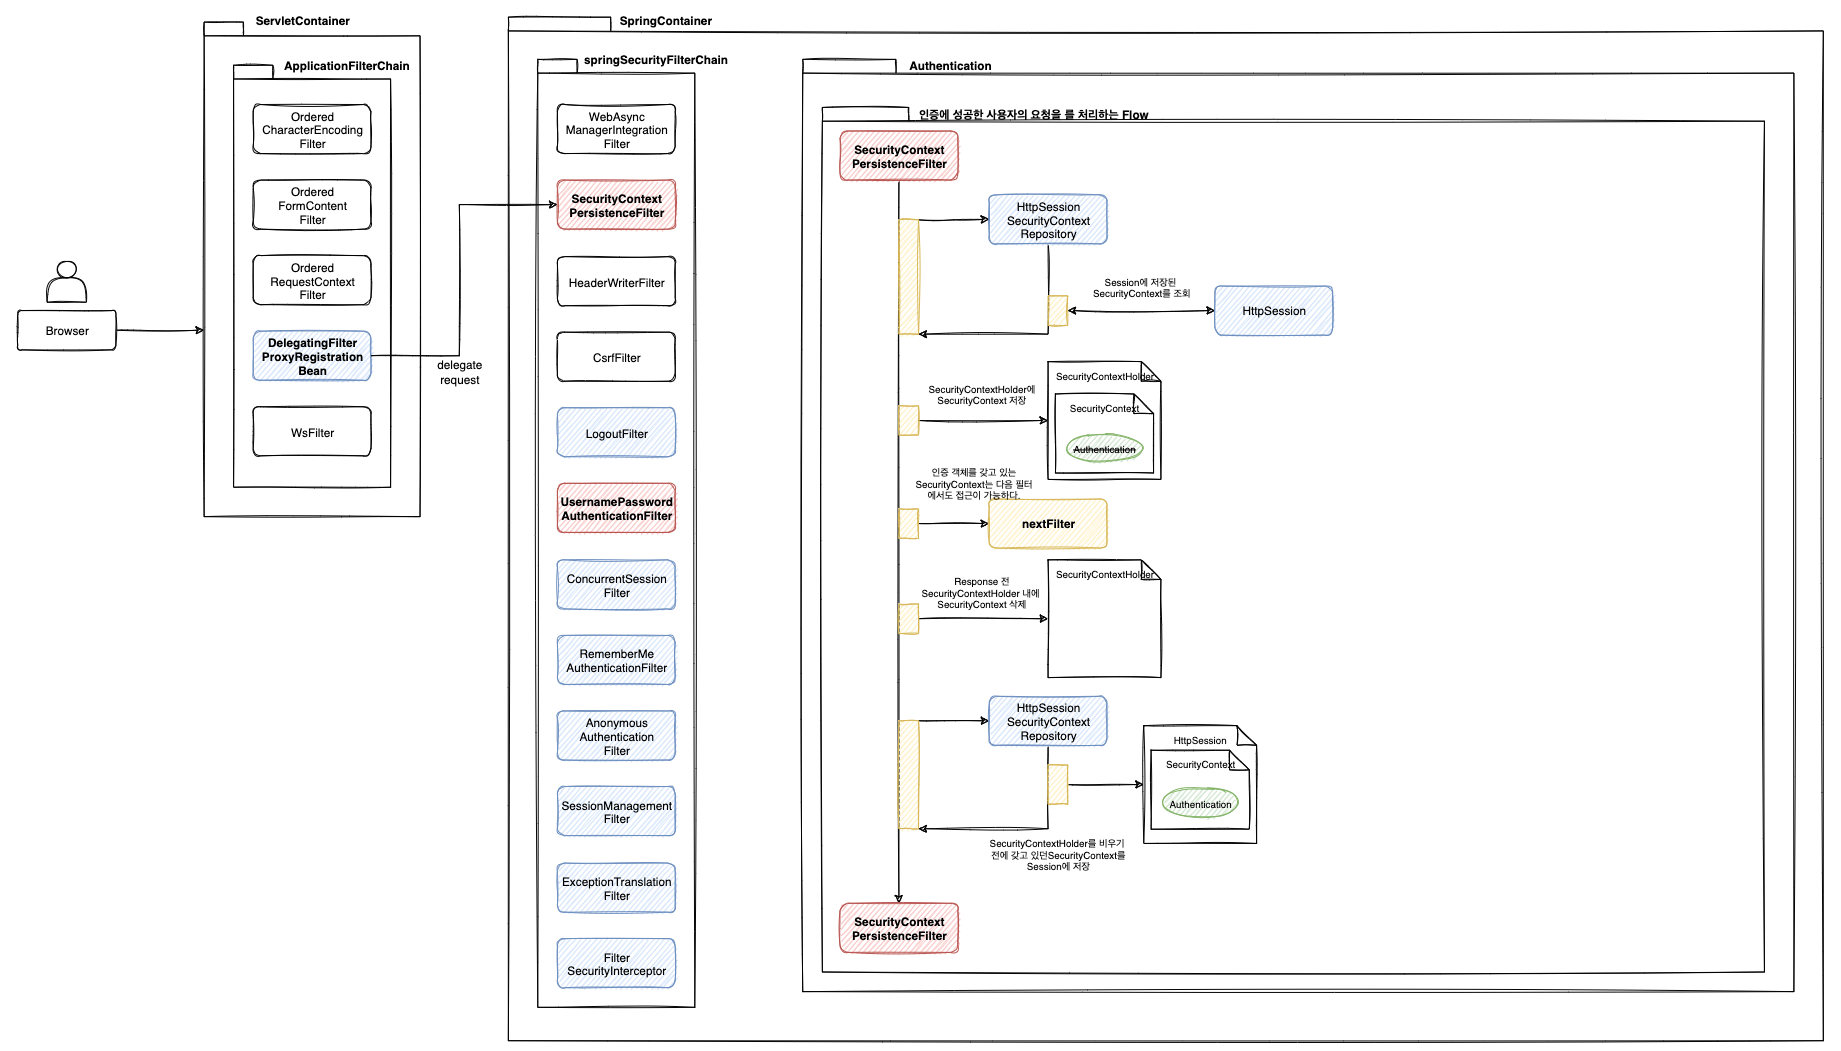 ServletContainer
ApplicationFilterChain
Ordered
CharacterEncoding
Filter
Ordered
FormContent
Filter
Ordered
RequestContext
Filter
DelegatingFilter
ProxyRegistration
Bean
WsFilter
Browser
delegate
request
SpringContainer
springSecurityFilterChain
WebAsync
ManagerIntegration
Filter
SecurityContext
PersistenceFilter
HeaderWriterFilter
CsrfFilter
LogoutFilter
UsernamePassword
AuthenticationFilter
ConcurrentSession
Filter
RememberMe
AuthenticationFilter
Anonymous
Authentication
Filter
SessionManagement
Filter
ExceptionTranslation
Filter
Filter
SecurityInterceptor
Authentication
인증에 성공한 사용자의 요청을 를 처리하는 Flow
SecurityContext
PersistenceFilter
HttpSession
SecurityContext
Repository
Session에 저장된
SecurityContext를 조회
HttpSession
SecurityContextHolder에
SecurityContext 저장
SecurityContextHolder
SecurityContext
Authentication
인증 객체를 갖고 있는
SecurityContext는 다음 필터
에서도 접근이 가능하다.
nextFilter
Response 전
SecurityContextHolder 내에
SecurityContext 삭제
SecurityContextHolder
HttpSession
SecurityContext
Repository
HttpSession
SecurityContext
Authentication
SecurityContextHolder를 비우기
전에 갖고 있던SecurityContext를
Session에 저장
SecurityContext
PersistenceFilter